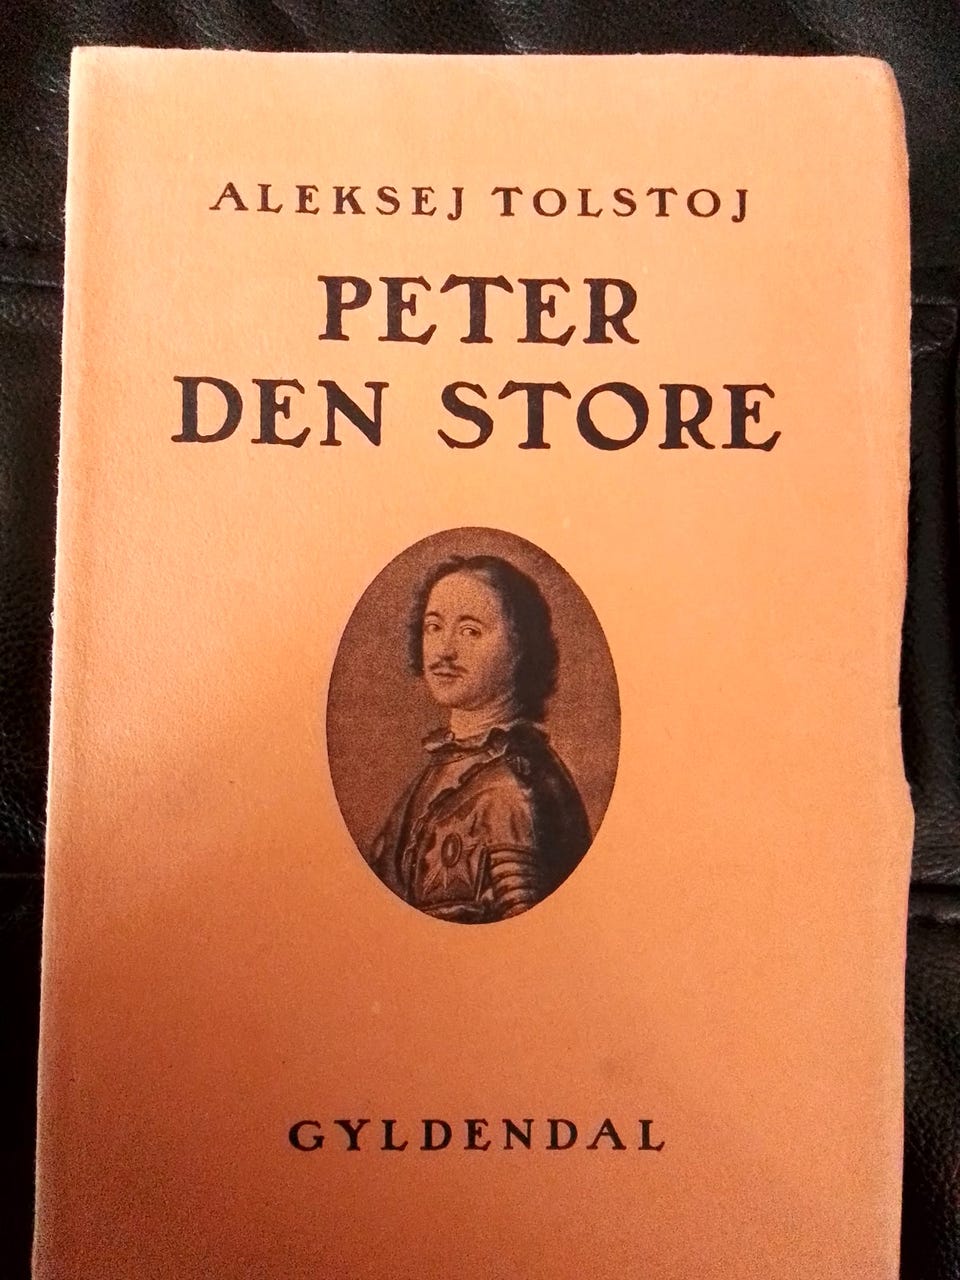 ALEKSEJ TOLSTOJ
PETER
DEN STORE
GYLDENDAL